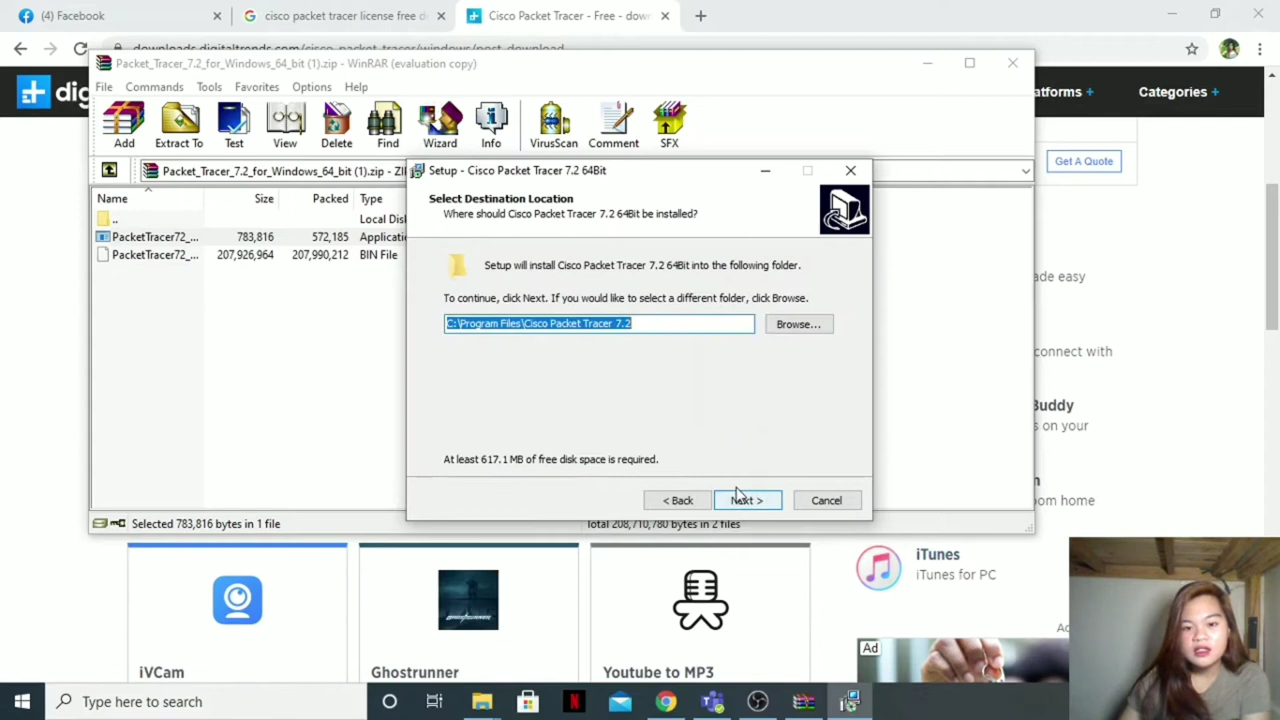 Facebook
cisco packet tracer license free d
Cisco Packet Tracer - Free - down
downloads.digitaltrends.com/cisco_packet_tracer/windows/post_download
Packet_Tracer_7.2_for_Windows_64_bit (1).zip - WinRAR (evaluation copy)
File Commands Tools Favorites Options Help
atforms +
Categories +
Add Extract To Test View Delete Find Wizard Info VirusScan Comment SFX
Packet_Tracer_7.2_for_Windows_64_bit (1).zip - ZI
Get A Quote
Name Size Packed Type
.. Local Disk
PacketTracer72_... 783,816 572,185 Applicatio
PacketTracer72_... 207,926,964 207,990,212 BIN File
Setup - Cisco Packet Tracer 7.2 64Bit
Select Destination Location
Where should Cisco Packet Tracer 7.2 64Bit be installed?
Setup will install Cisco Packet Tracer 7.2 64Bit into the following folder.
To continue, click Next. If you would like to select a different folder, click Browse.
C:\Program Files\Cisco Packet Tracer 7.2
Browse...
At least 617.1 MB of free disk space is required.
< Back Next > Cancel
ade easy
connect with
Buddy
s on your
oom home
Selected 783,816 bytes in 1 file
Total 208,710,780 bytes in 2 files
iTunes
iTunes for PC
iVCam
Ghostrunner
Youtube to MP3
Ad
Ad
Type here to search